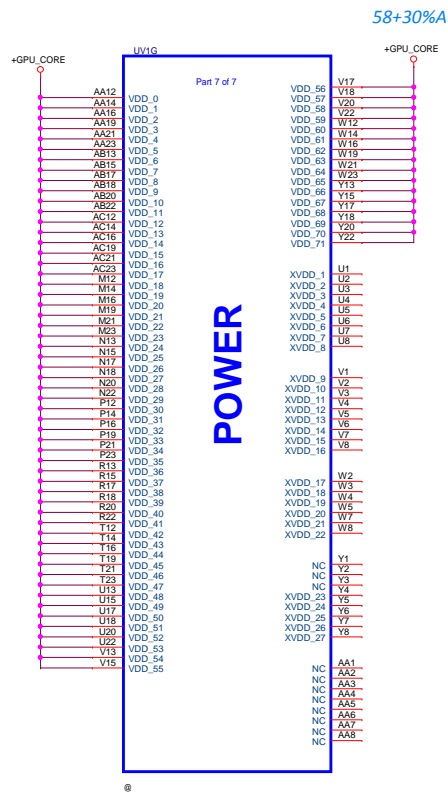 58+30%A
+GPU_CORE
UV1G
+GPU_CORE
Part 7 of 7
AA12 VDD_0
AA14 VDD_1
AA16 VDD_2
AA19 VDD_3
AA21 VDD_4
AA23 VDD_5
AB13 VDD_6
AB15 VDD_7
AB17 VDD_8
AB18 VDD_9
AB20 VDD_10
AB22 VDD_11
AC12 VDD_12
AC14 VDD_13
AC16 VDD_14
AC19 VDD_15
AC21 VDD_16
AC23 VDD_17
M12 VDD_18
M14 VDD_19
M16 VDD_20
M19 VDD_21
M21 VDD_22
M23 VDD_23
N13 VDD_24
N15 VDD_25
N17 VDD_26
N18 VDD_27
N20 VDD_28
N22 VDD_29
P12 VDD_30
P14 VDD_31
P16 VDD_32
P19 VDD_33
P21 VDD_34
P23 VDD_35
R13 VDD_36
R15 VDD_37
R17 VDD_38
R18 VDD_39
R20 VDD_40
R22 VDD_41
T12 VDD_42
T14 VDD_43
T16 VDD_44
T19 VDD_45
T21 VDD_46
T23 VDD_47
U13 VDD_48
U15 VDD_49
U17 VDD_50
U18 VDD_51
U20 VDD_52
U22 VDD_53
V13 VDD_54
V15 VDD_55
POWER
VDD_56 V17
VDD_57 V18
VDD_58 V20
VDD_59 V22
VDD_60 W12
VDD_61 W14
VDD_62 W16
VDD_63 W19
VDD_64 W21
VDD_65 W23
VDD_66 Y13
VDD_67 Y15
VDD_68 Y17
VDD_69 Y18
VDD_70 Y20
VDD_71 Y22
XVDD_1 U1
XVDD_2 U2
XVDD_3 U3
XVDD_4 U4
XVDD_5 U5
XVDD_6 U6
XVDD_7 U7
XVDD_8 U8
XVDD_9 V1
XVDD_10 V2
XVDD_11 V3
XVDD_12 V4
XVDD_13 V5
XVDD_14 V6
XVDD_15 V7
XVDD_16 V8
XVDD_17 W2
XVDD_18 W3
XVDD_19 W4
XVDD_20 W5
XVDD_21 W7
XVDD_22 W8
NC Y1
NC Y2
NC Y3
XVDD_23 Y4
XVDD_24 Y5
XVDD_25 Y6
XVDD_26 Y7
XVDD_27 Y8
NC AA1
NC AA2
NC AA3
NC AA4
NC AA5
NC AA6
NC AA7
NC AA8
@